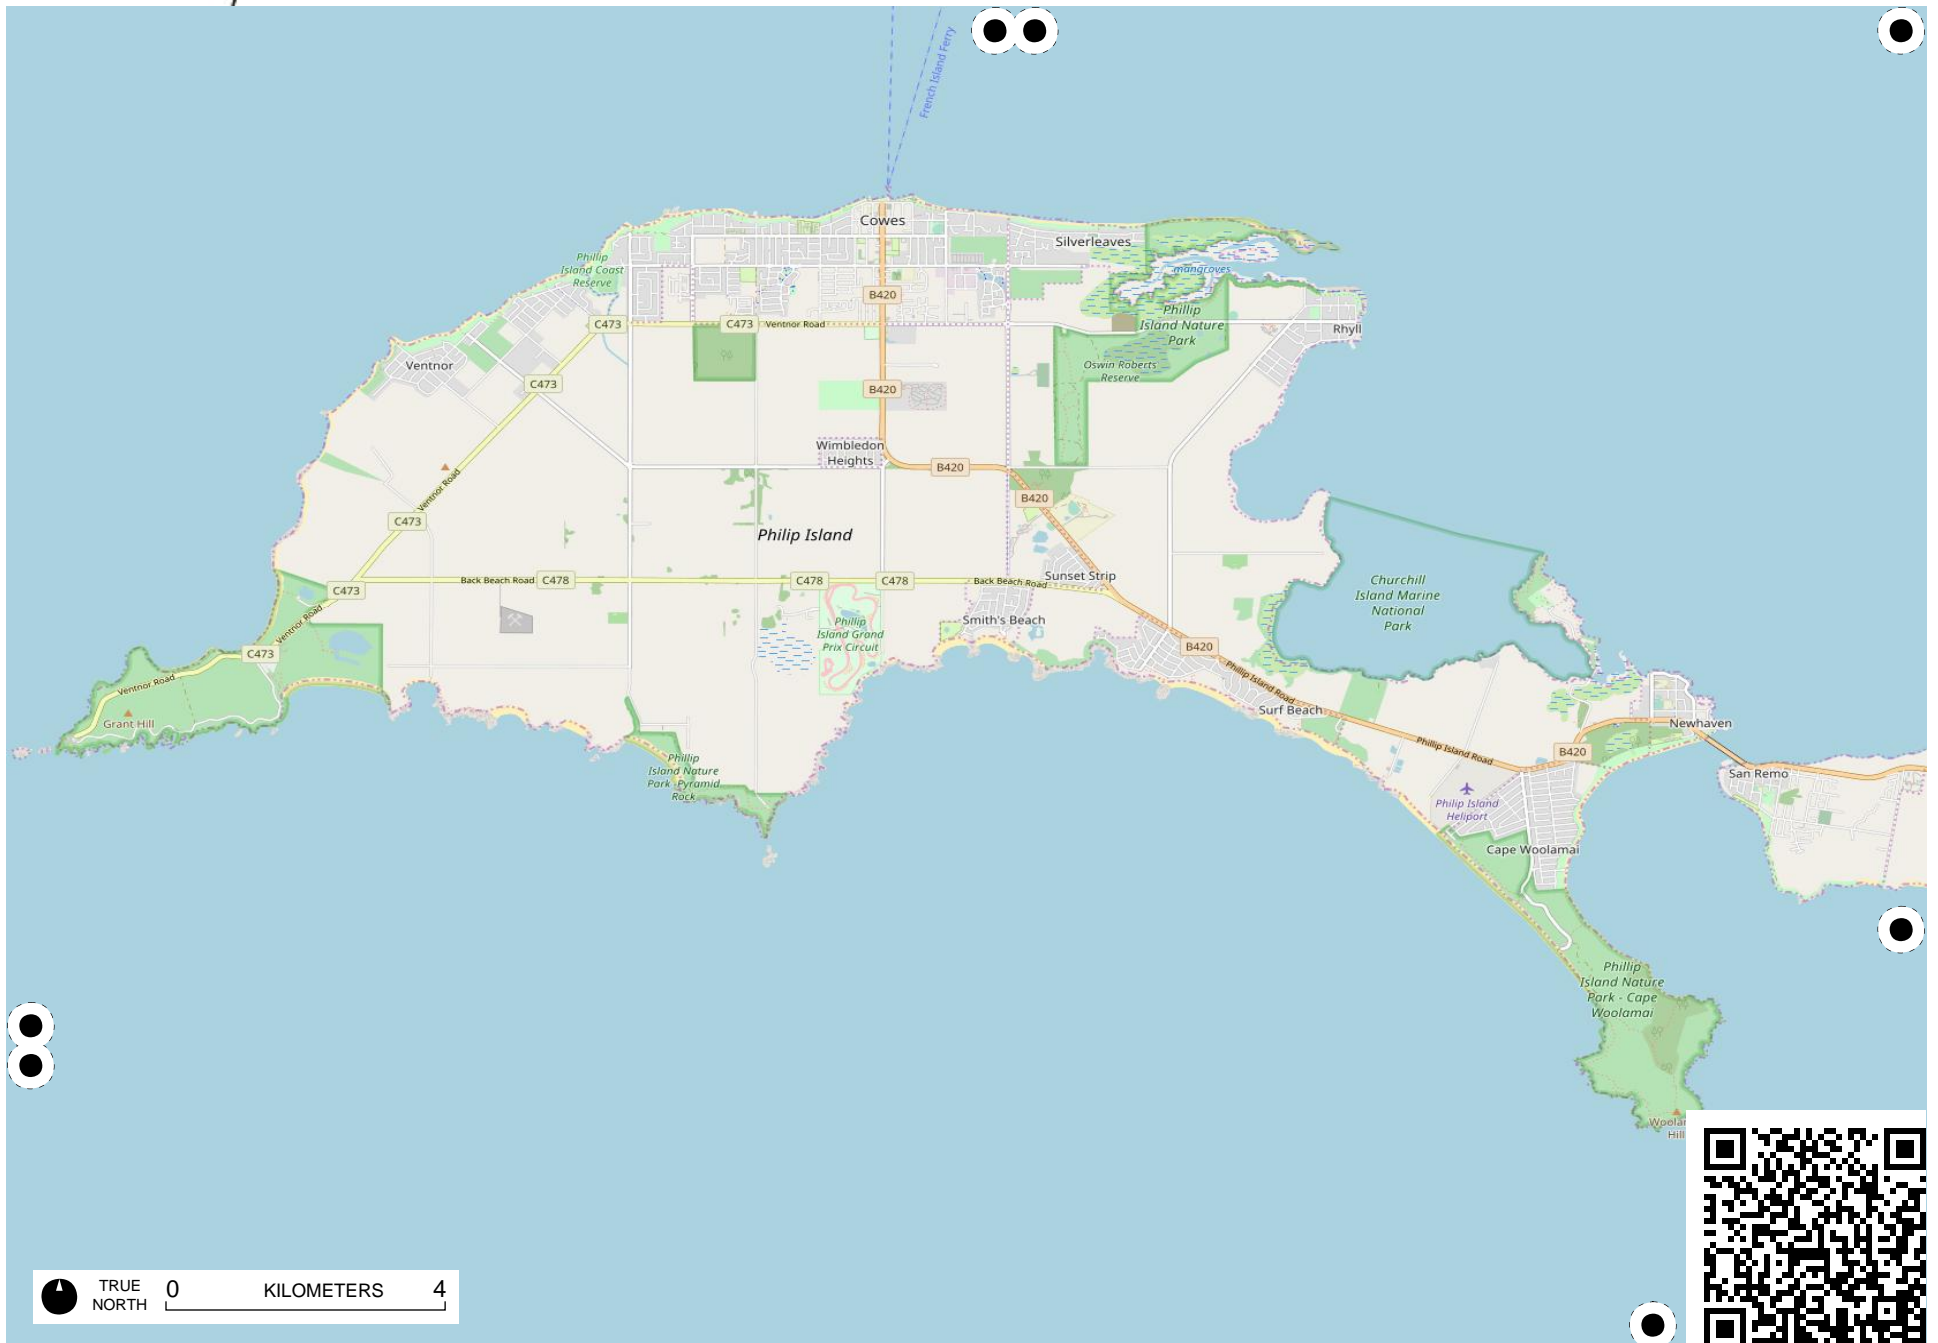 French Island Ferry
Cowes
Silverleaves
Phillip
Island Coast
Reserve
mangroves
B420
Phillip
Island Nature
Park
C473
C473
Ventnor Road
Rhyll
Ventnor
Oswin Roberts
Reserve
C473
B420
Wimbledon
Heights
B420
Ventnor Road
B420
C473
Philip Island
Back Beach Road
C478
C478
C478
Back Beach Road
Sunset Strip
Churchill
Island Marine
National
Park
C473
Ventnor Road
Phillip
Island Grand
Prix Circuit
Smith's Beach
C473
B420
Ventnor Road
Phillip Island Road
Grant Hill
Surf Beach
Newhaven
Phillip Island Road
B420
Phillip
Island Nature
Park - Pyramid
Rock
San Remo
Philip Island
Heliport
Cape Woolamai
Phillip
Island Nature
Park - Cape
Woolamai
Hill
TRUE
NORTH
0 KILOMETERS 4